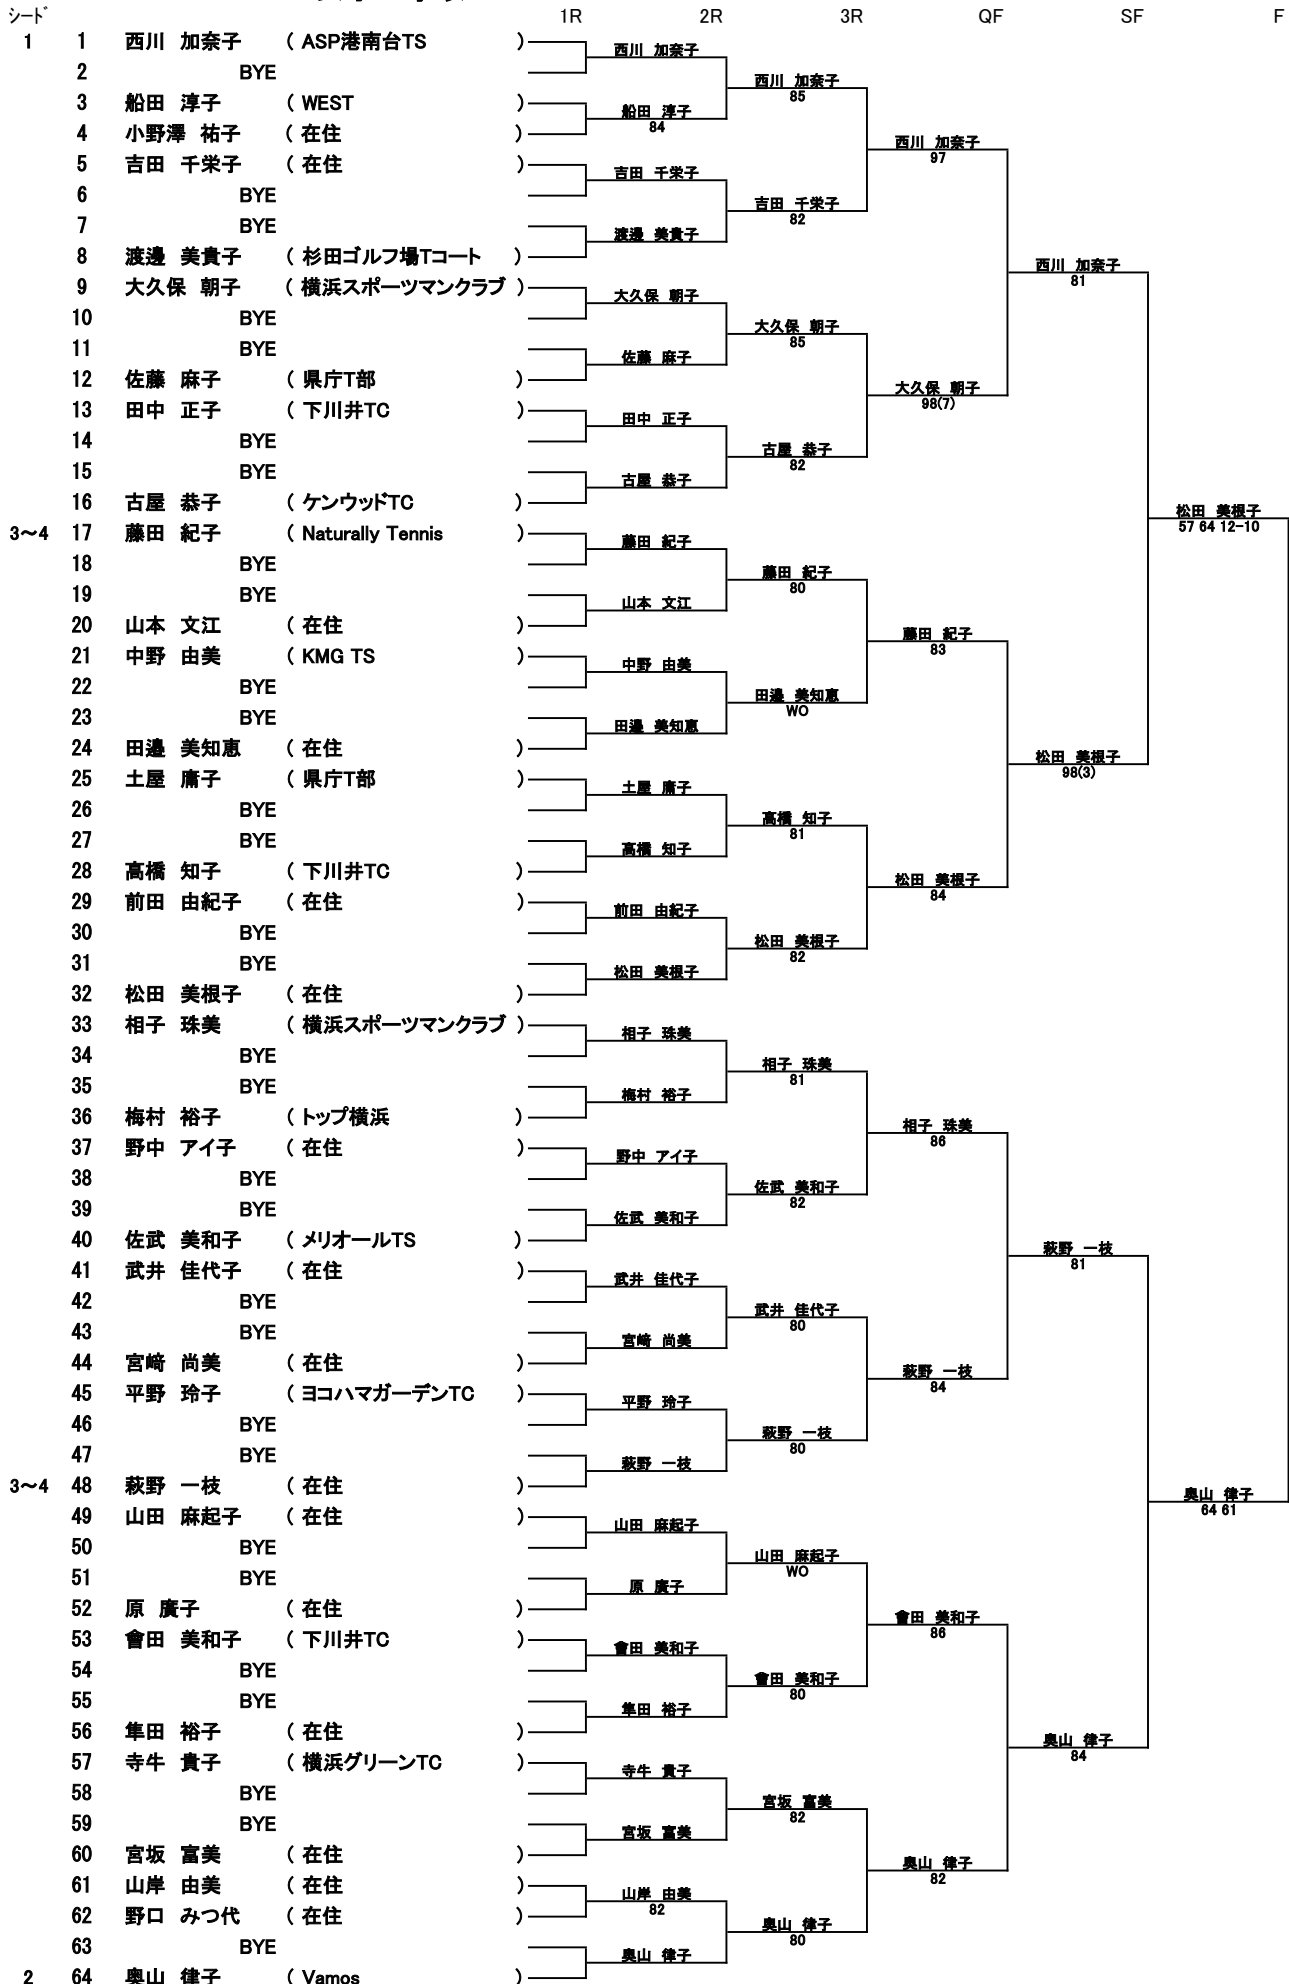 シード 1R 2R 3R QF SF F
1 1 西川 加奈子 ( ASP港南台TS )
西川 加奈子
2 BYE
西川 加奈子
85
3 船田 淳子 ( WEST )
船田 淳子
84
4 小野澤 祐子 ( 在住 )
西川 加奈子
97
5 吉田 千栄子 ( 在住 )
吉田 千栄子
6 BYE
吉田 千栄子
82
7 BYE
渡邊 美貴子
8 渡邊 美貴子 ( 杉田ゴルフ場Tコート )
西川 加奈子
81
9 大久保 朝子 ( 横浜スポーツマンクラブ )
大久保 朝子
10 BYE
大久保 朝子
85
11 BYE
佐藤 麻子
12 佐藤 麻子 ( 県庁T部 )
大久保 朝子
98(7)
13 田中 正子 ( 下川井TC )
田中 正子
14 BYE
古屋 恭子
82
15 BYE
古屋 恭子
16 古屋 恭子 ( ケンウッドTC )
松田 美根子
57 64 12-10
3～4 17 藤田 紀子 ( Naturally Tennis )
藤田 紀子
18 BYE
藤田 紀子
80
19 BYE
山本 文江
20 山本 文江 ( 在住 )
藤田 紀子
83
21 中野 由美 ( KMG TS )
中野 由美
22 BYE
田邉 美知恵
WO
23 BYE
田邉 美知恵
24 田邉 美知恵 ( 在住 )
松田 美根子
98(3)
25 土屋 庸子 ( 県庁T部 )
土屋 庸子
26 BYE
高橋 知子
81
27 BYE
高橋 知子
28 高橋 知子 ( 下川井TC )
松田 美根子
84
29 前田 由紀子 ( 在住 )
前田 由紀子
30 BYE
松田 美根子
82
31 BYE
松田 美根子
32 松田 美根子 ( 在住 )
33 相子 珠美 ( 横浜スポーツマンクラブ )
相子 珠美
34 BYE
相子 珠美
81
35 BYE
梅村 裕子
36 梅村 裕子 ( トップ横浜 )
相子 珠美
86
37 野中 アイ子 ( 在住 )
野中 アイ子
38 BYE
佐武 美和子
82
39 BYE
佐武 美和子
40 佐武 美和子 ( メリオールTS )
萩野 一枝
81
41 武井 佳代子 ( 在住 )
武井 佳代子
42 BYE
武井 佳代子
80
43 BYE
宮﨑 尚美
44 宮﨑 尚美 ( 在住 )
萩野 一枝
84
45 平野 玲子 ( ヨコハマガーデンTC )
平野 玲子
46 BYE
萩野 一枝
80
47 BYE
萩野 一枝
3～4 48 萩野 一枝 ( 在住 )
奥山 律子
64 61
49 山田 麻起子 ( 在住 )
山田 麻起子
50 BYE
山田 麻起子
WO
51 BYE
原 廣子
52 原 廣子 ( 在住 )
會田 美和子
86
53 會田 美和子 ( 下川井TC )
會田 美和子
54 BYE
會田 美和子
80
55 BYE
隼田 裕子
56 隼田 裕子 ( 在住 )
奥山 律子
84
57 寺牛 貴子 ( 横浜グリーンTC )
寺牛 貴子
58 BYE
宮坂 富美
82
59 BYE
宮坂 富美
60 宮坂 富美 ( 在住 )
奥山 律子
82
61 山岸 由美 ( 在住 )
山岸 由美
82
62 野口 みつ代 ( 在住 )
奥山 律子
80
63 BYE
奥山 律子
2 64 奥山 律子 ( Vamos )